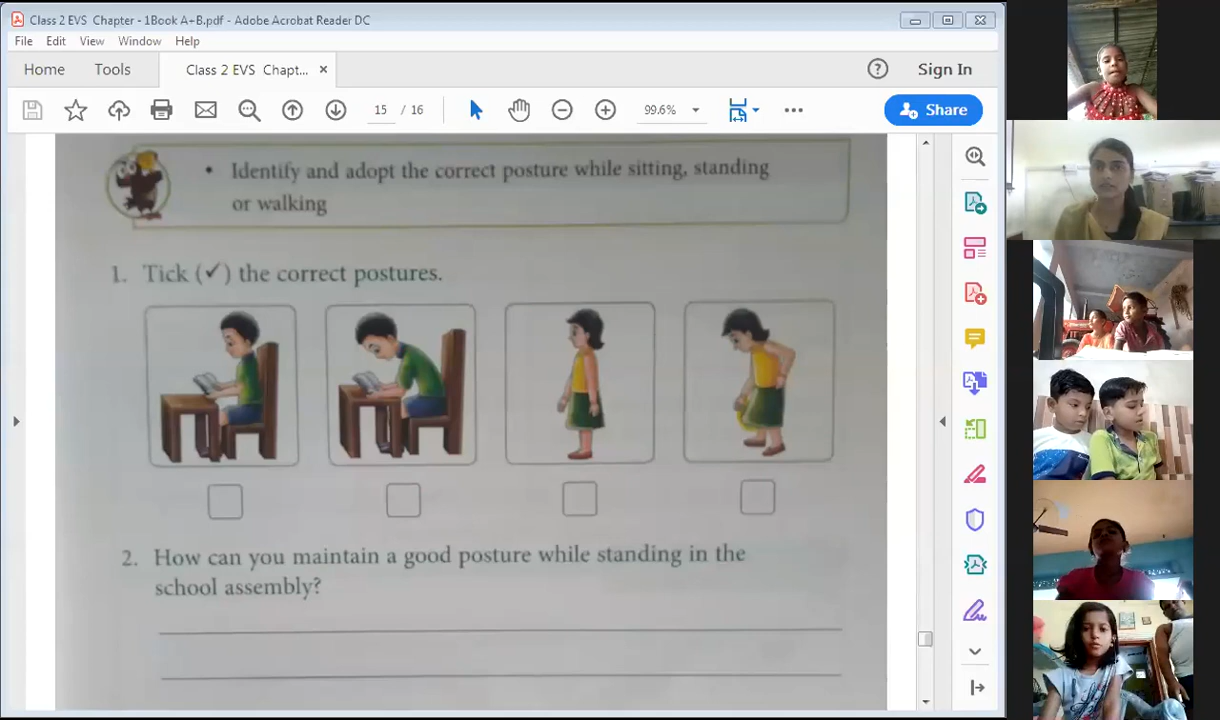 Class 2 EVS Chapter - 1Book A+B.pdf - Adobe Acrobat Reader DC
File Edit View Window Help
Home Tools Class 2 EVS Chapt... × Sign In
15 / 16 99.6% Share
• Identify and adopt the correct posture while sitting, standing
or walking
1. Tick (✓) the correct postures.
2. How can you maintain a good posture while standing in the
school assembly?